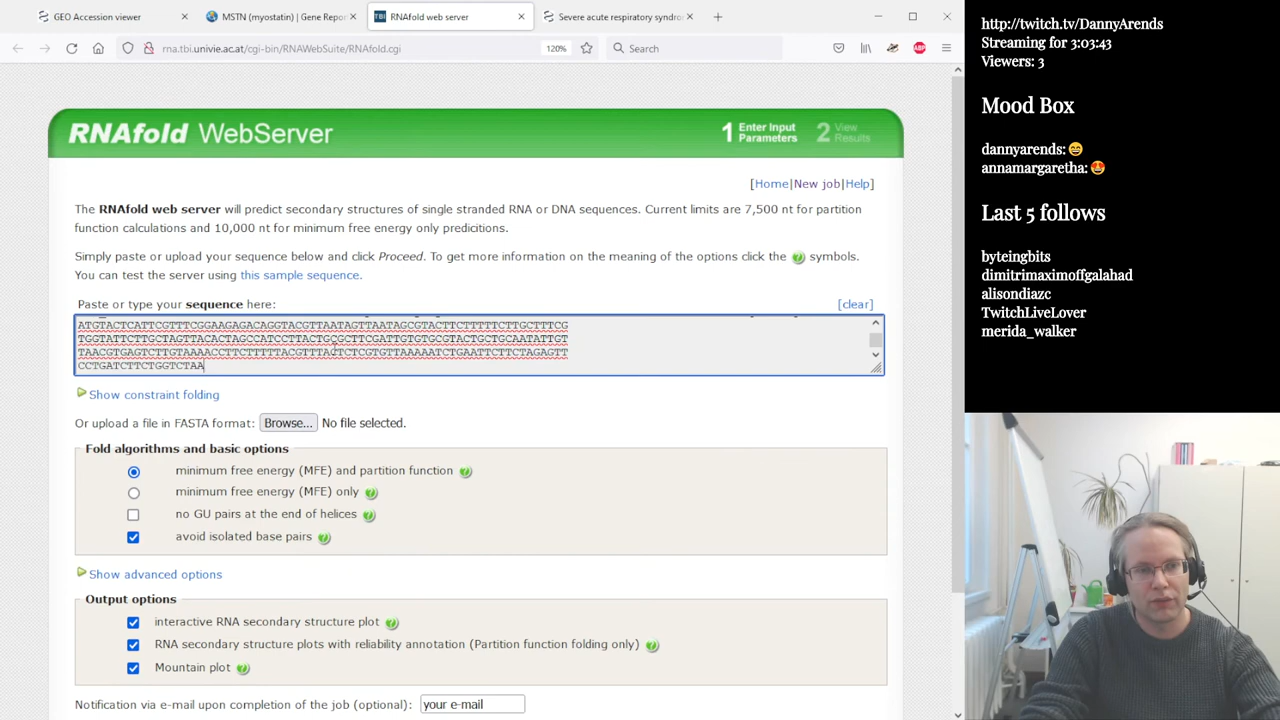 GEO Accession viewer
MSTN (myostatin) | Gene Repor
RNAfold web server
Severe acute respiratory syndro
rna.tbi.univie.ac.at/cgi-bin/RNAWebSuite/RNAfold.cgi
120%
Search
RNAfold WebServer
1 Enter Input Parameters
2 View Results
[Home|New job|Help]
The RNAfold web server will predict secondary structures of single stranded RNA or DNA sequences. Current limits are 7,500 nt for partition
function calculations and 10,000 nt for minimum free energy only predicitions.
Simply paste or upload your sequence below and click Proceed. To get more information on the meaning of the options click the ? symbols.
You can test the server using this sample sequence.
Paste or type your sequence here:
[clear]
ATGTACTCATTCGTTTCGGAAGAGACAGGTACGTTAATAGTTAATAGCGTACTTCTTTTTCTTGCTTTCG
TGGTATTCTTGCTAGTTACACTAGCCATCCTTACTGCGCTTCGATTGTGTGCGTACTGCTGCAATATTGT
TAACGTGAGTCTTGTAAAACCTTCTTTTTACGTTTACTCTCGTGTTAAAAATCTGAATTCTTCTAGAGTT
CCTGATCTTCTGGTCTAA
Show constraint folding
Or upload a file in FASTA format: Browse... No file selected.
Fold algorithms and basic options
minimum free energy (MFE) and partition function
minimum free energy (MFE) only
no GU pairs at the end of helices
avoid isolated base pairs
Show advanced options
Output options
interactive RNA secondary structure plot
RNA secondary structure plots with reliability annotation (Partition function folding only)
Mountain plot
Notification via e-mail upon completion of the job (optional): your e-mail
http://twitch.tv/DannyArends
Streaming for 3:03:43
Viewers: 3
Mood Box
dannyarends: 😄
annamargaretha: 😍
Last 5 follows
byteingbits
dimitrimaximoffgalahad
alisondiazc
TwitchLiveLover
merida_walker